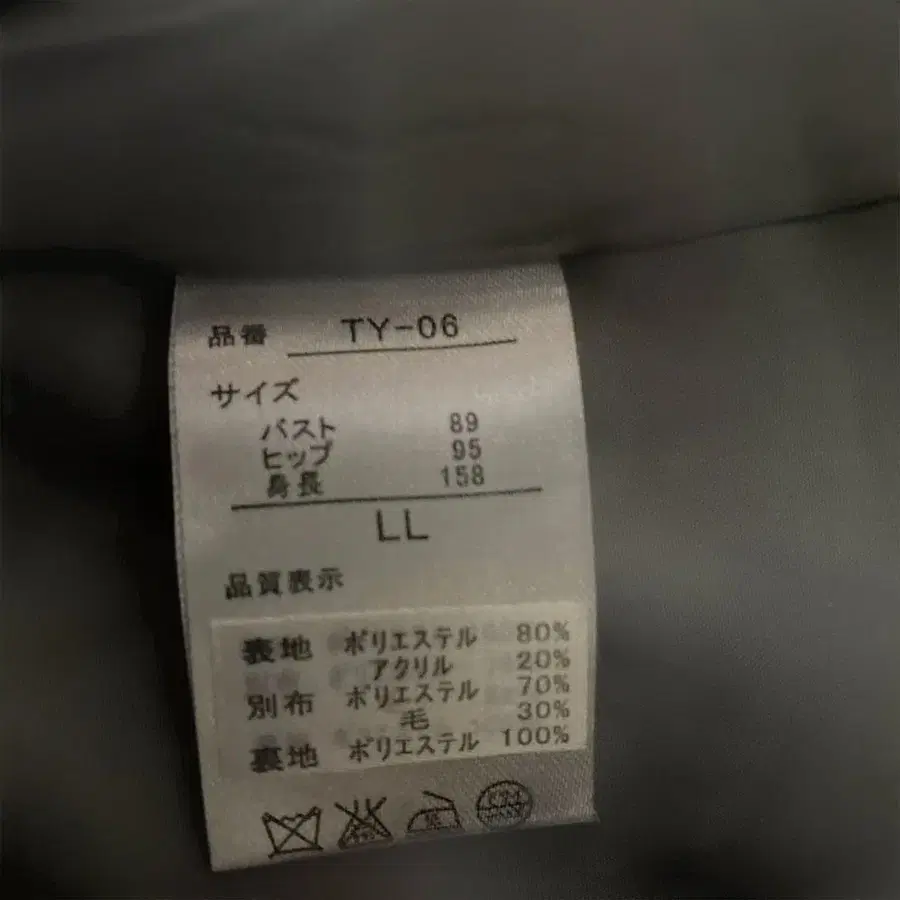 品番 TY-06
サイズ
バスト 89
ヒップ 95
身長 158
LL
品質表示
表地 ポリエステル 80%
アクリル 20%
別布 ポリエステル 70%
毛 30%
裏地 ポリエステル 100%